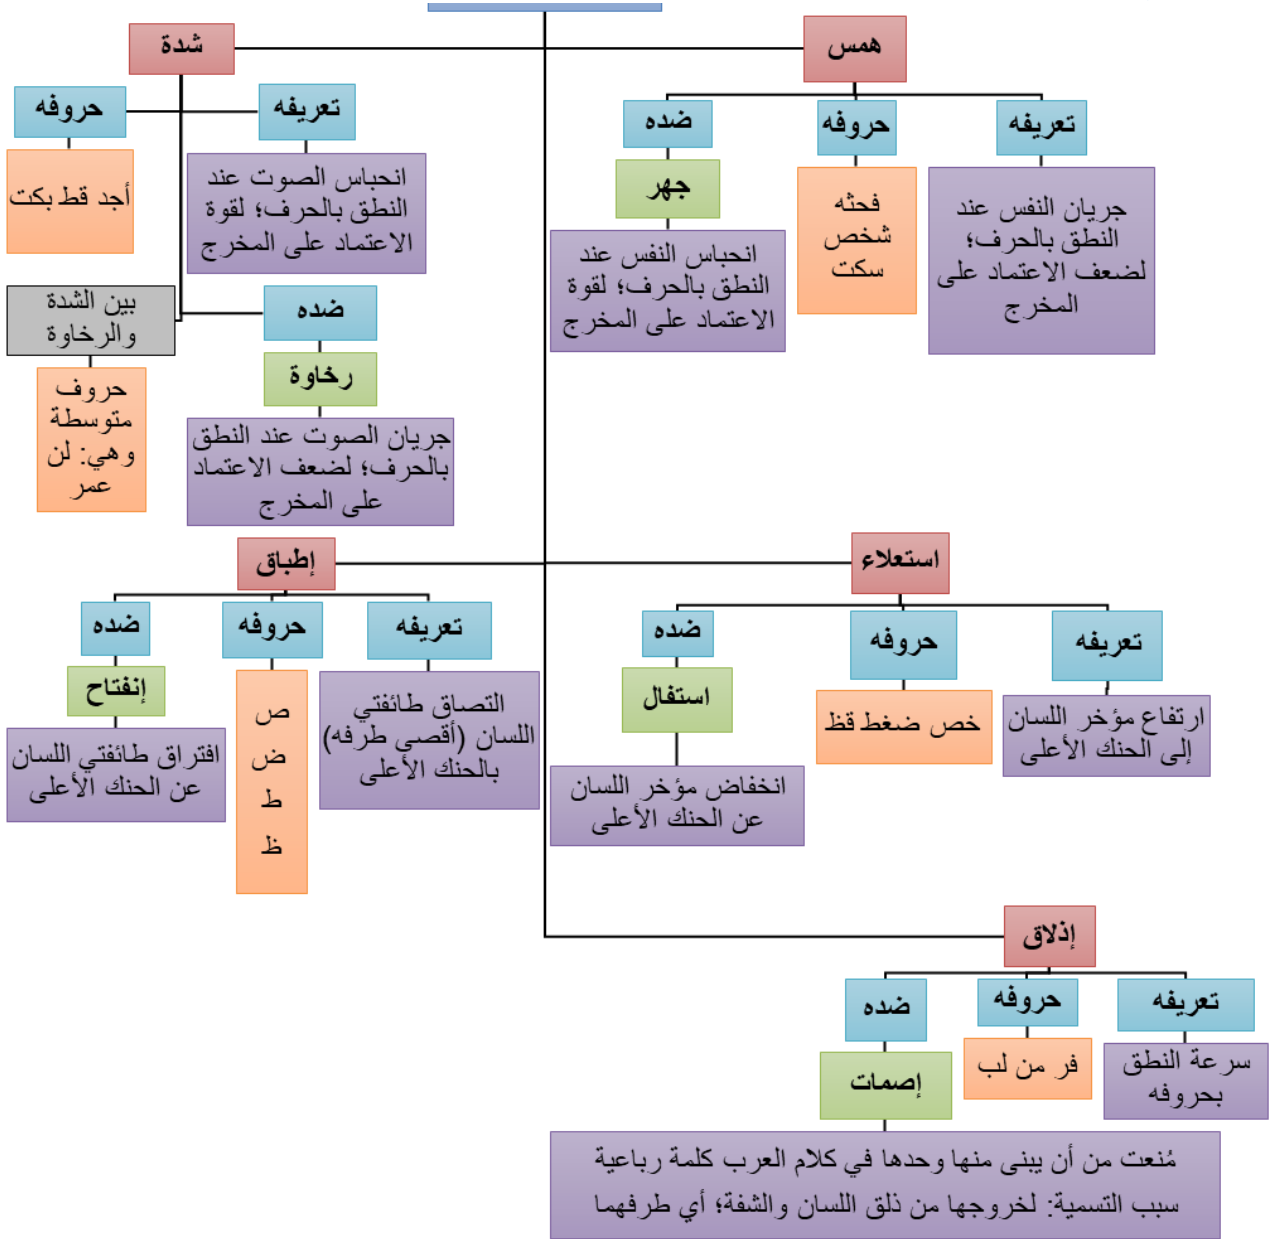 همس
تعريفه
جريان النفس عند
النطق بالحرف؛
لضعف الاعتماد على
المخرج
حروفه
فحثه
شخص
سكت
ضده
جهر
انحباس النفس عند
النطق بالحرف؛ لقوة
الاعتماد على المخرج
شدة
تعريفه
انحباس الصوت عند
النطق بالحرف؛ لقوة
الاعتماد على المخرج
حروفه
أجد قط بكت
ضده
رخاوة
جريان الصوت عند النطق
بالحرف؛ لضعف الاعتماد
على المخرج
بين الشدة
والرخاوة
حروف
متوسطة
وهي: لن
عمر
استعلاء
تعريفه
ارتفاع مؤخر اللسان
إلى الحنك الأعلى
حروفه
خص ضغط قظ
ضده
استفال
انخفاض مؤخر اللسان
عن الحنك الأعلى
إطباق
تعريفه
التصاق طائفتي
اللسان (أقصى طرفه)
بالحنك الأعلى
حروفه
ص
ض
ط
ظ
ضده
إنفتاح
افتراق طائفتي اللسان
عن الحنك الأعلى
إذلاق
تعريفه
سرعة النطق
بحروفه
حروفه
فر من لب
ضده
إصمات
مُنعت من أن يبنى منها وحدها في كلام العرب كلمة رباعية
سبب التسمية: لخروجها من ذلق اللسان والشفة؛ أي طرفهما